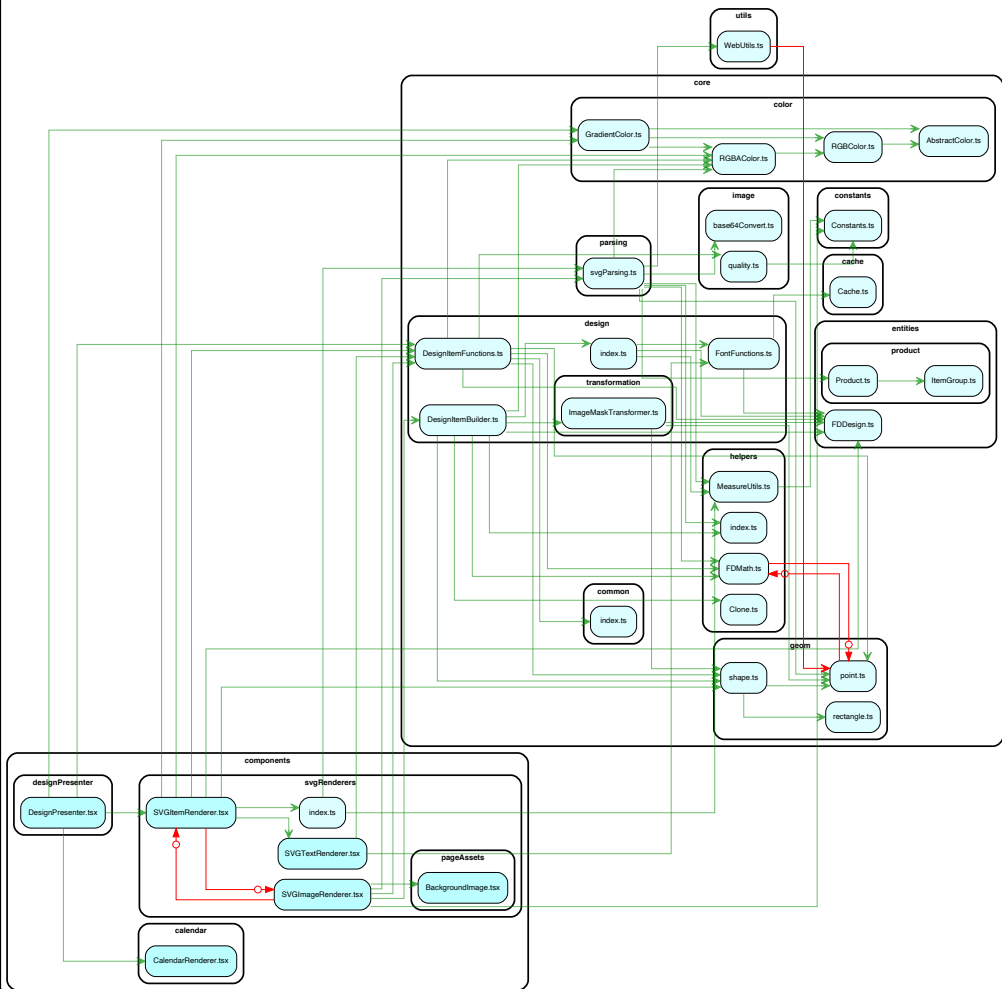 utils
WebUtils.ts
core
color
GradientColor.ts
RGBAColor.ts
RGBColor.ts
AbstractColor.ts
image
base64Convert.ts
quality.ts
constants
Constants.ts
parsing
svgParsing.ts
cache
Cache.ts
design
DesignItemFunctions.ts
index.ts
FontFunctions.ts
transformation
ImageMaskTransformer.ts
DesignItemBuilder.ts
entities
product
Product.ts
ItemGroup.ts
FDDesign.ts
helpers
MeasureUtils.ts
index.ts
FDMath.ts
Clone.ts
common
index.ts
geom
shape.ts
point.ts
rectangle.ts
components
designPresenter
DesignPresenter.tsx
svgRenderers
SVGItemRenderer.tsx
index.ts
SVGTextRenderer.tsx
SVGImageRenderer.tsx
pageAssets
BackgroundImage.tsx
calendar
CalendarRenderer.tsx